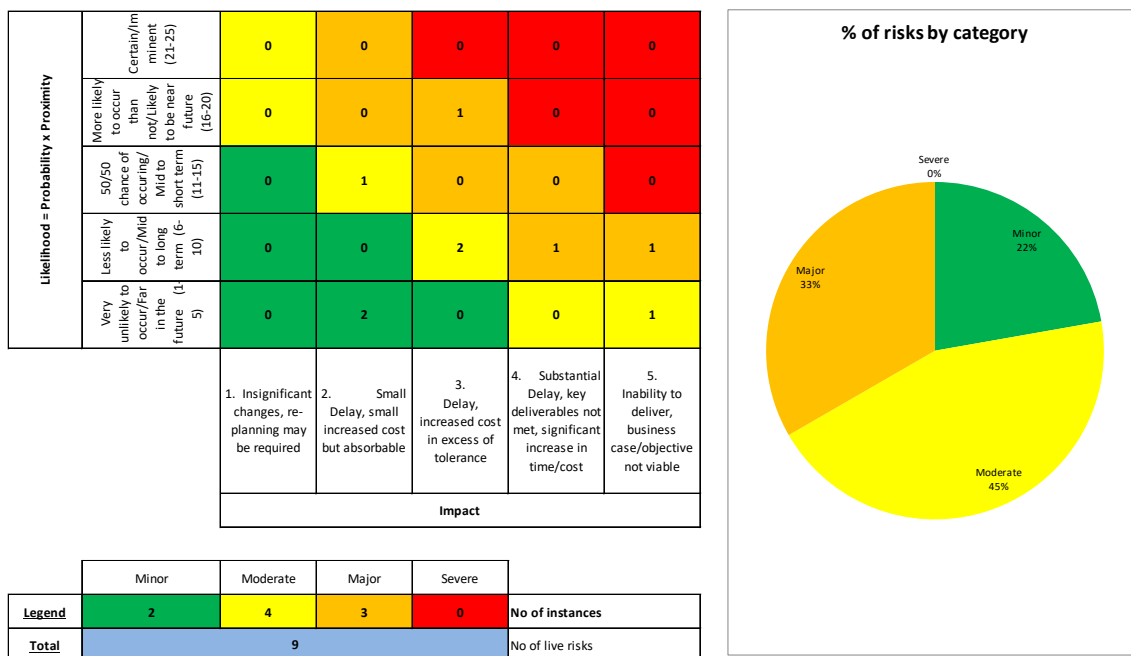 Likelihood = Probability x Proximity
Certain/Im
minent
(21-25)
0 0 0 0 0
More likely
to occur
than
not/Likely
to be near
future
(16-20)
0 0 1 0 0
50/50
chance of
occuring/
Mid to
short term
(11-15)
0 1 0 0 0
Less likely
to
occur/Mid
to long
term (6-
10)
0 0 2 1 1
Very
unlikely to
occur/Far
in the
future (1-
5)
0 2 0 0 1
1. Insignificant
changes, re-
planning may
be required
2. Small
Delay, small
increased cost
but absorbable
3.
Delay,
increased cost
in excess of
tolerance
4. Substantial
Delay, key
deliverables not
met, significant
increase in
time/cost
5.
Inability to
deliver,
business
case/objective
not viable
Impact
Minor Moderate Major Severe
Legend 2 4 3 0 No of instances
Total 9 No of live risks
% of risks by category
Severe
0%
Minor
22%
Major
33%
Moderate
45%